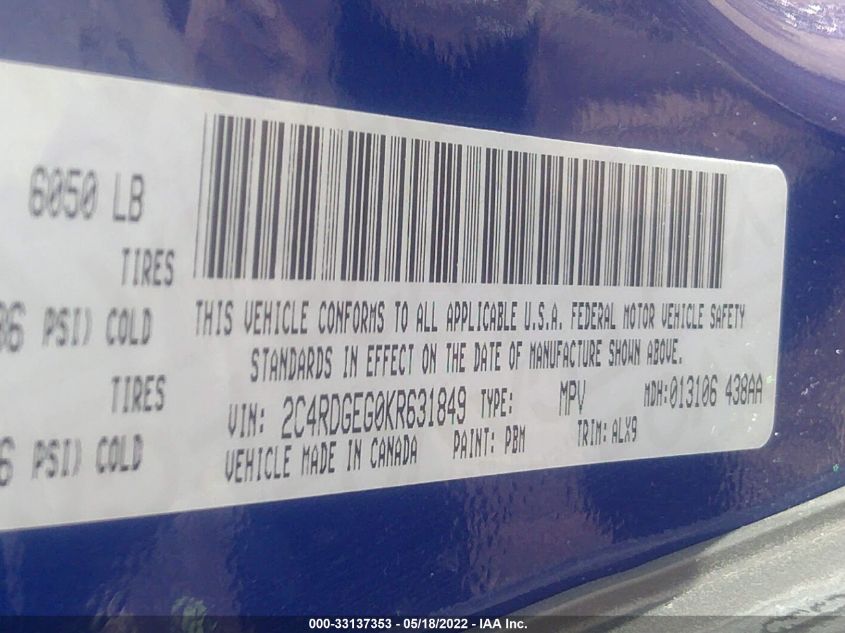 6050 LB
TIRES
36 PSI) COLD
TIRES
6 PSI) COLD
THIS VEHICLE CONFORMS TO ALL APPLICABLE U.S.A. FEDERAL MOTOR VEHICLE SAFETY
STANDARDS IN EFFECT ON THE DATE OF MANUFACTURE SHOWN ABOVE.
VIN: 2C4RDGEG0KR631849 TYPE: MPV MDH:013106 438AA
VEHICLE MADE IN CANADA PAINT: PBM TRIM: ALX9
000-33137353 - 05/18/2022 - IAA Inc.